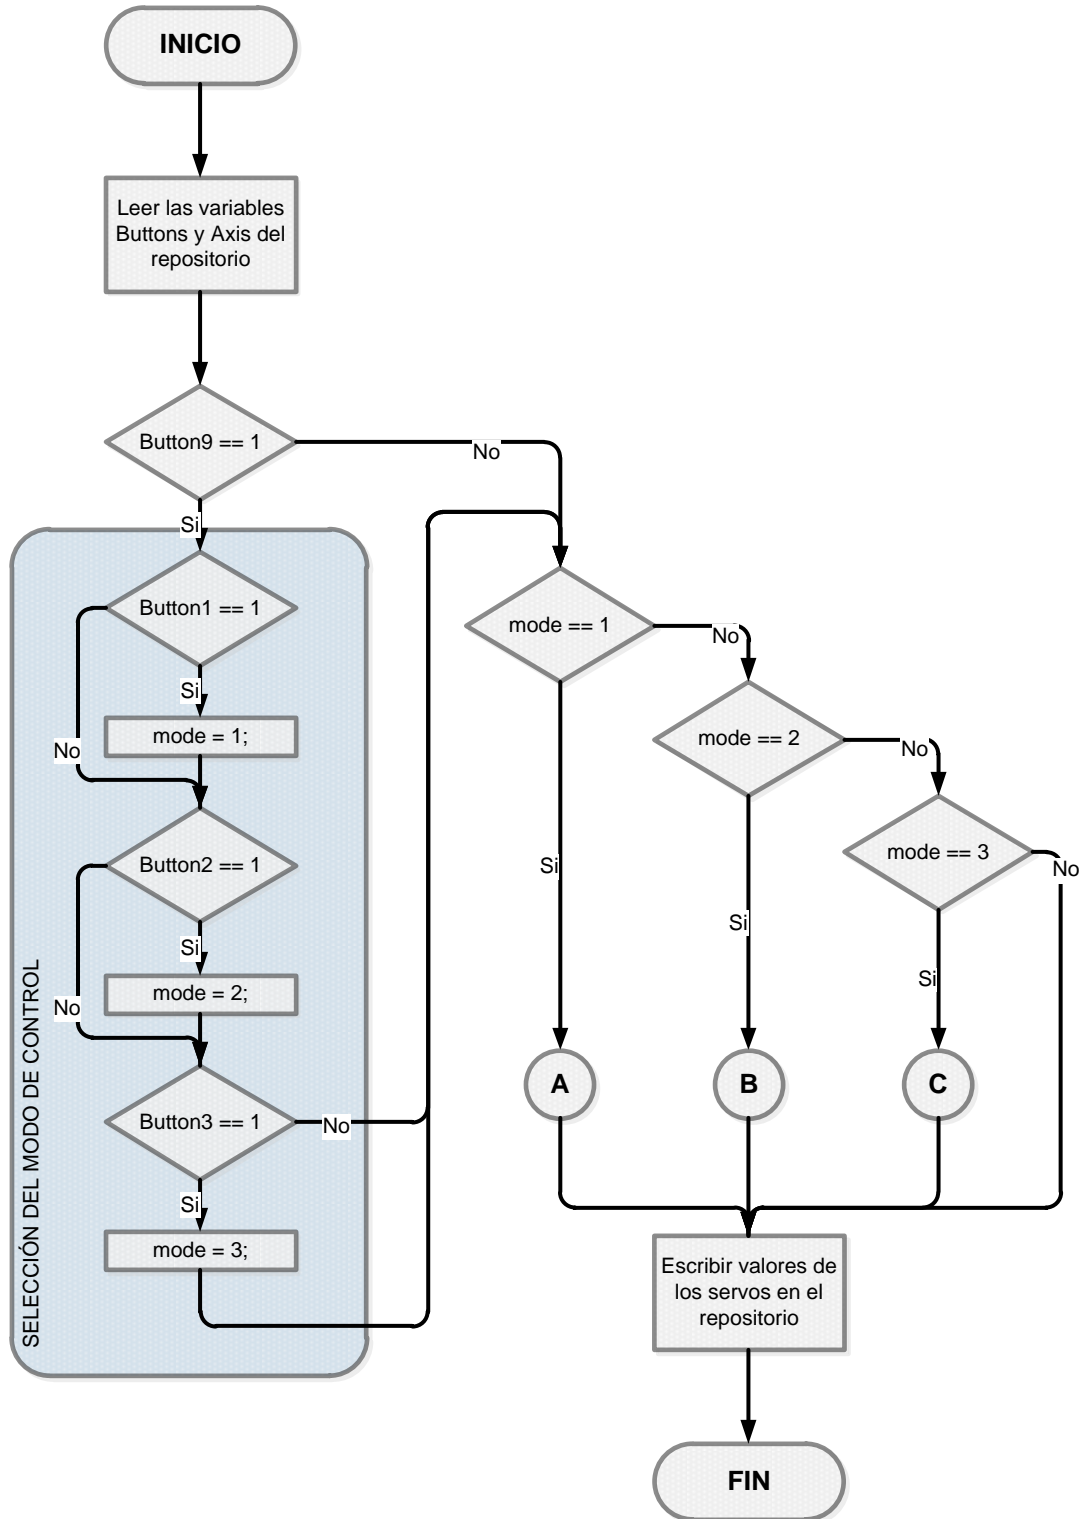 INICIO
Leer las variables
Buttons y Axis del
repositorio
Button9 == 1
No
Si
SELECCIÓN DEL MODO DE CONTROL
Button1 == 1
Si
No
mode = 1;
Button2 == 1
Si
No
mode = 2;
Button3 == 1
No
Si
mode = 3;
mode == 1
No
Si
mode == 2
No
Si
mode == 3
No
Si
A
B
C
Escribir valores de
los servos en el
repositorio
FIN